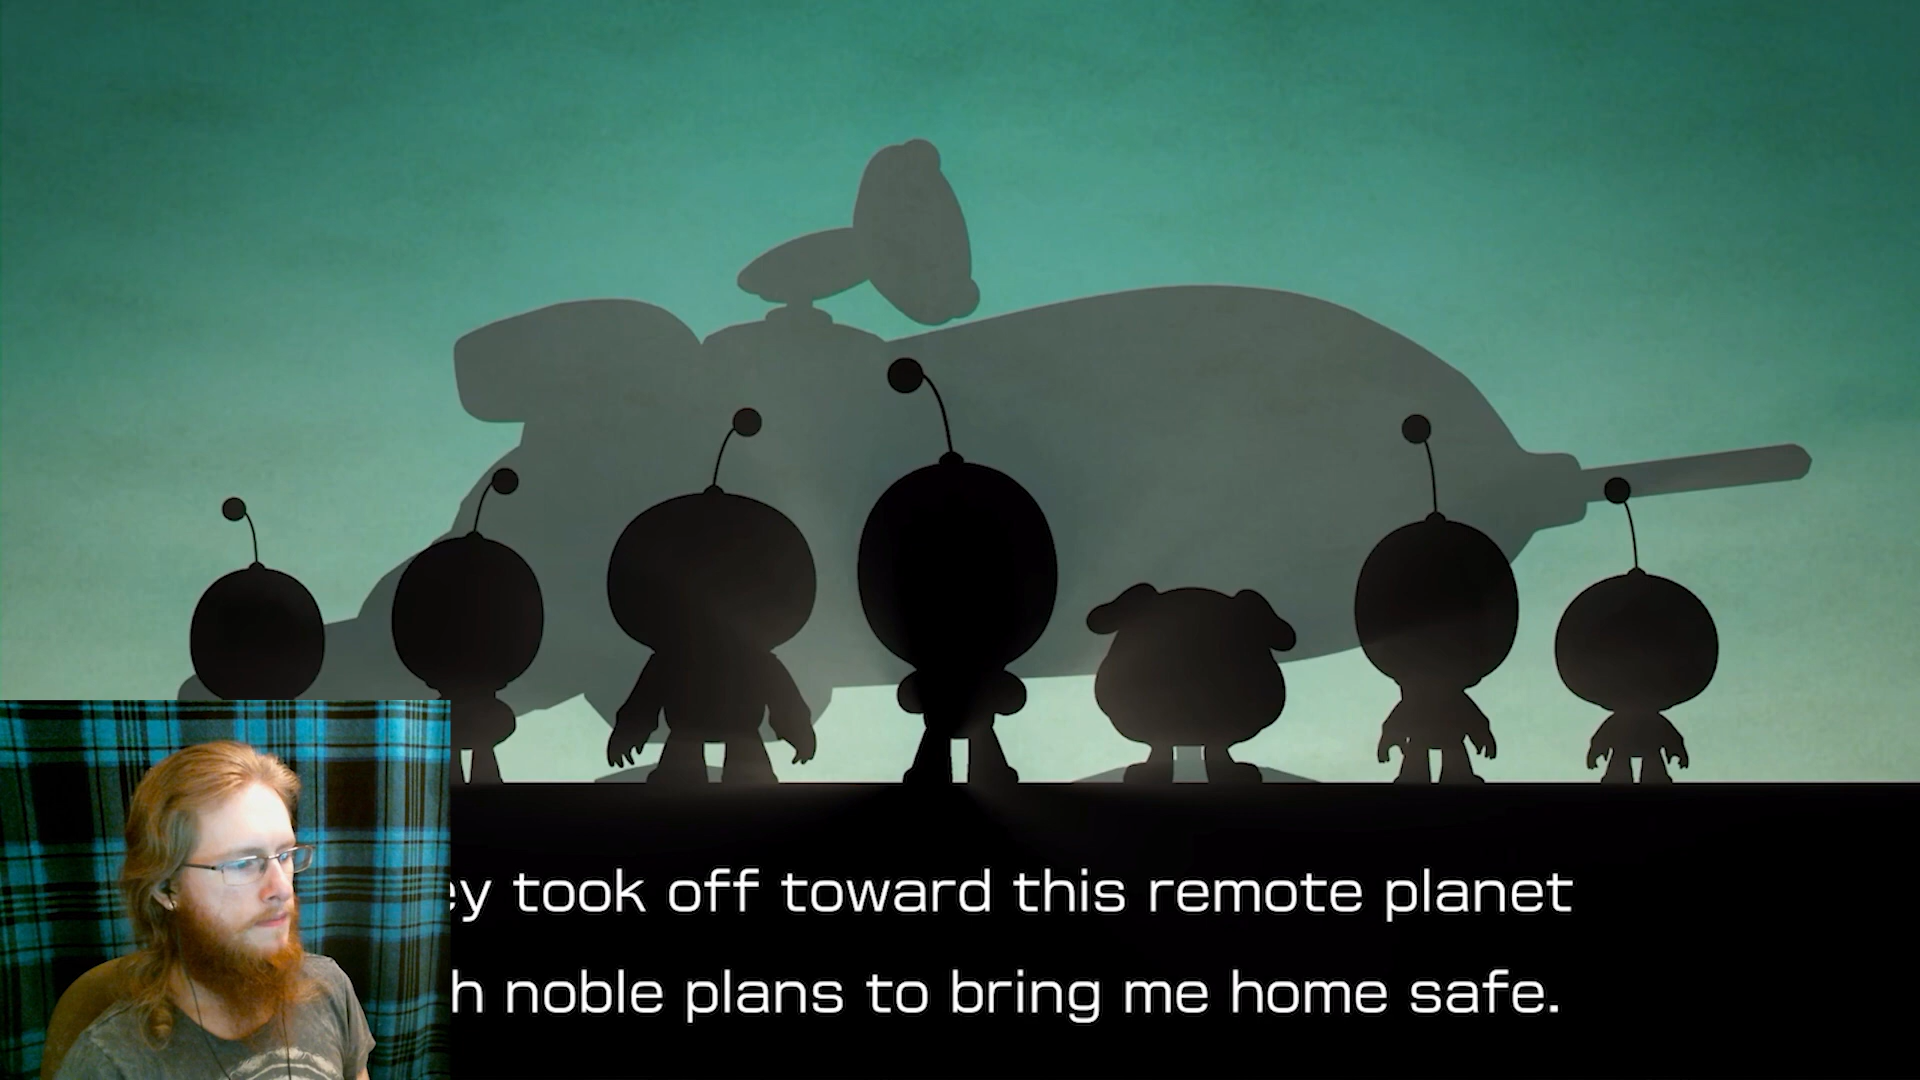 ey took off toward this remote planet
h noble plans to bring me home safe.